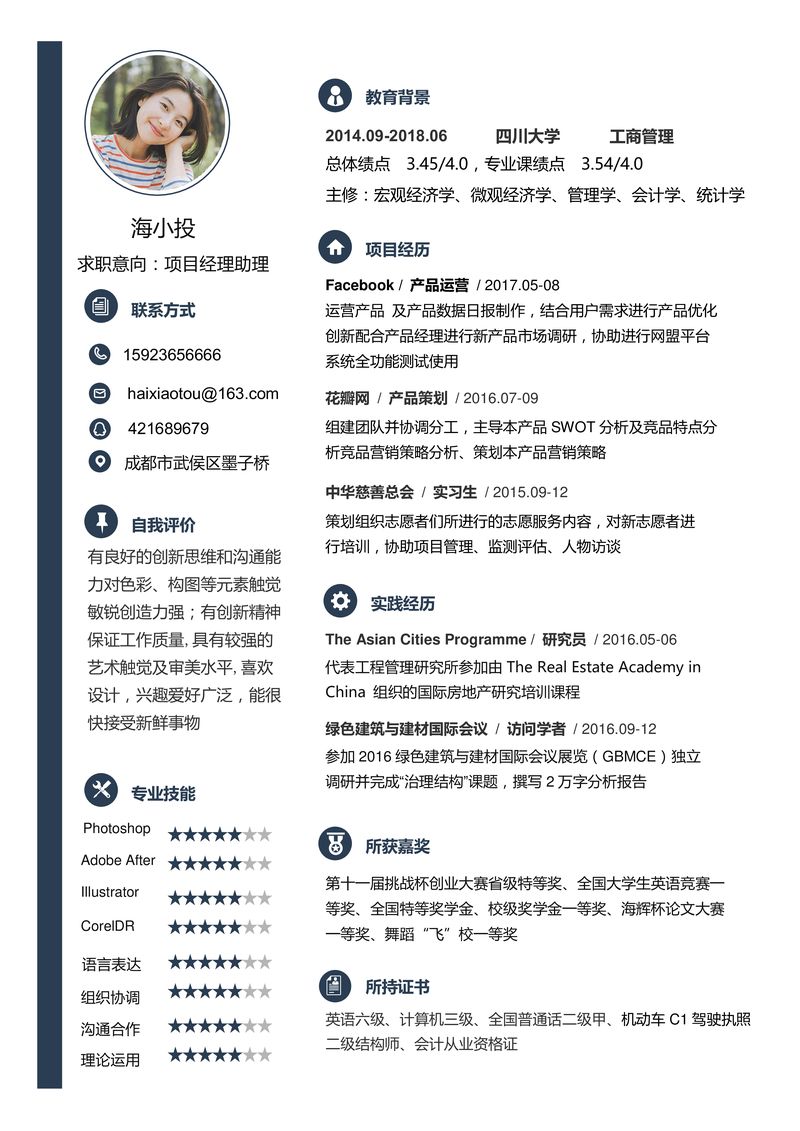 海小投
求职意向：项目经理助理
联系方式
15923656666
haixiaotou@163.com
421689679
成都市武侯区墨子桥
自我评价
有良好的创新思维和沟通能
力对色彩、构图等元素触觉
敏锐创造力强；有创新精神
保证工作质量,具有较强的
艺术触觉及审美水平,喜欢
设计，兴趣爱好广泛，能很
快接受新鲜事物
专业技能
Photoshop
Adobe After
Illustrator
CorelDR
语言表达
组织协调
沟通合作
理论运用
教育背景
2014.09-2018.06 四川大学 工商管理
总体绩点 3.45/4.0，专业课绩点 3.54/4.0
主修：宏观经济学、微观经济学、管理学、会计学、统计学
项目经历
Facebook / 产品运营 / 2017.05-08
运营产品 及产品数据日报制作，结合用户需求进行产品优化
创新配合产品经理进行新产品市场调研，协助进行网盟平台
系统全功能测试使用
花瓣网 / 产品策划 / 2016.07-09
组建团队并协调分工，主导本产品 SWOT 分析及竞品特点分
析竞品营销策略分析、策划本产品营销策略
中华慈善总会 / 实习生 / 2015.09-12
策划组织志愿者们所进行的志愿服务内容，对新志愿者进
行培训，协助项目管理、监测评估、人物访谈
实践经历
The Asian Cities Programme / 研究员 / 2016.05-06
代表工程管理研究所参加由 The Real Estate Academy in
China 组织的国际房地产研究培训课程
绿色建筑与建材国际会议 / 访问学者 / 2016.09-12
参加 2016 绿色建筑与建材国际会议展览（GBMCE）独立
调研并完成“治理结构”课题，撰写 2 万字分析报告
所获嘉奖
第十一届挑战杯创业大赛省级特等奖、全国大学生英语竞赛一
等奖、全国特等奖学金、校级奖学金一等奖、海辉杯论文大赛
一等奖、舞蹈“飞”校一等奖
所持证书
英语六级、计算机三级、全国普通话二级甲、机动车 C1 驾驶执照
二级结构师、会计从业资格证